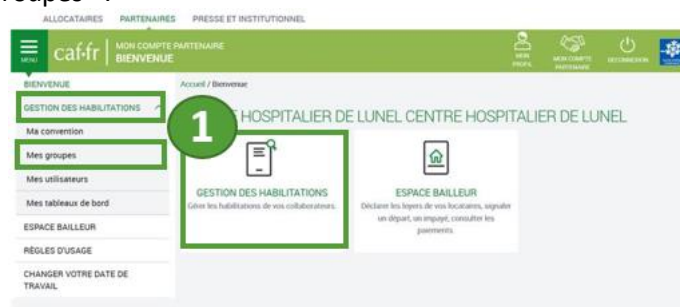 ALLOCATAIRES PARTENAIRES PRESSE ET INSTITUTIONNEL
MENU caf.fr MON COMPTE PARTENAIRE
BIENVENUE
MON PROFIL
MON COMPTE PARTENAIRE
DÉCONNEXION
BIENVENUE
Accueil / Bienvenue
GESTION DES HABILITATIONS
1
HOSPITALIER DE LUNEL CENTRE HOSPITALIER DE LUNEL
Ma convention
Mes groupes
Mes utilisateurs
Mes tableaux de bord
ESPACE BAILLEUR
RÈGLES D'USAGE
CHANGER VOTRE DATE DE
TRAVAIL
GESTION DES HABILITATIONS
Gérer les habilitations de vos collaborateurs.
ESPACE BAILLEUR
Déclarer les loyers de vos locataires, signaler
un départ, un impayé, consulter les
paiements.